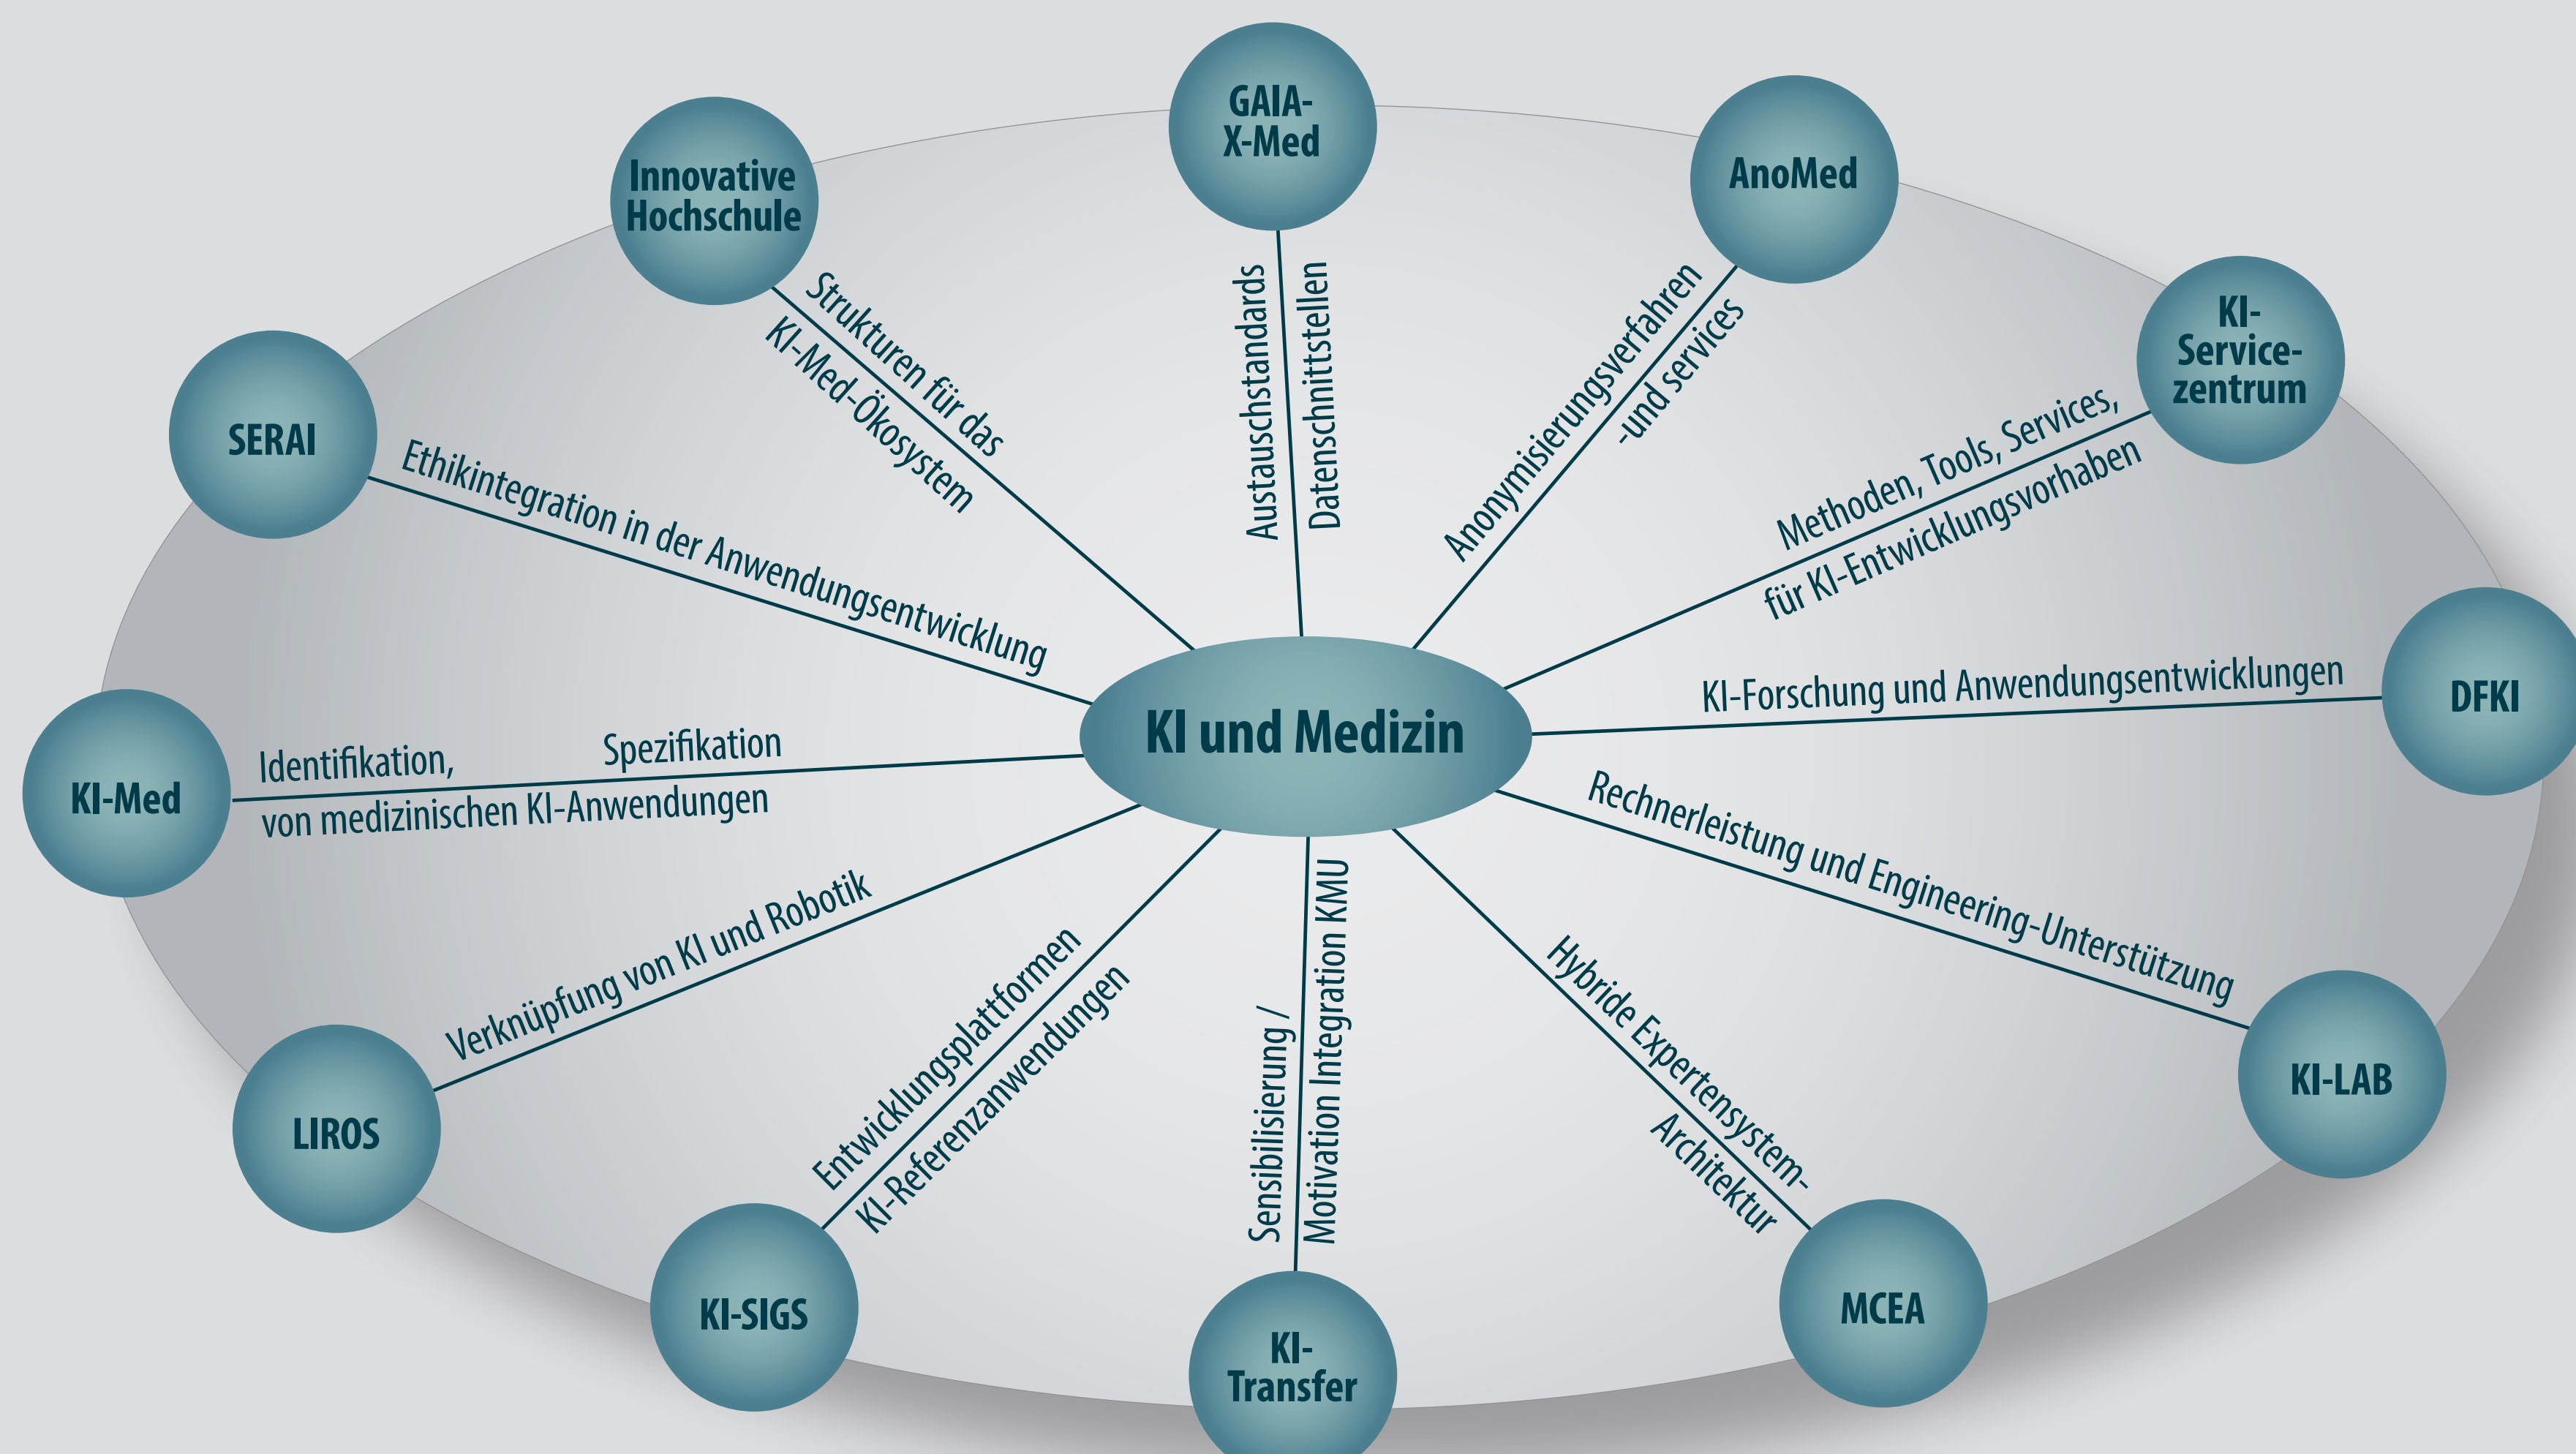 GAIA-
X-Med
Austauschstandards
Datenschnittstellen
AnoMed
Anonymisierungsverfahren
-und services
KI-
Service-
zentrum
Methoden, Tools, Services,
für KI-Entwicklungsvorhaben
DFKI
KI-Forschung und Anwendungsentwicklungen
KI-LAB
Rechnerleistung und Engineering-Unterstützung
MCEA
Hybride Expertensystem-
Architektur
KI-
Transfer
Sensibilisierung /
Motivation Integration KMU
KI-SIGS
Entwicklungsplattformen
KI-Referenzanwendungen
LIROS
Verknüpfung von KI und Robotik
KI-Med
Identifikation, Spezifikation
von medizinischen KI-Anwendungen
SERAI
Ethikintegration in der Anwendungsentwicklung
Innovative
Hochschule
Strukturen für das
KI-Med-Ökosystem
KI und Medizin